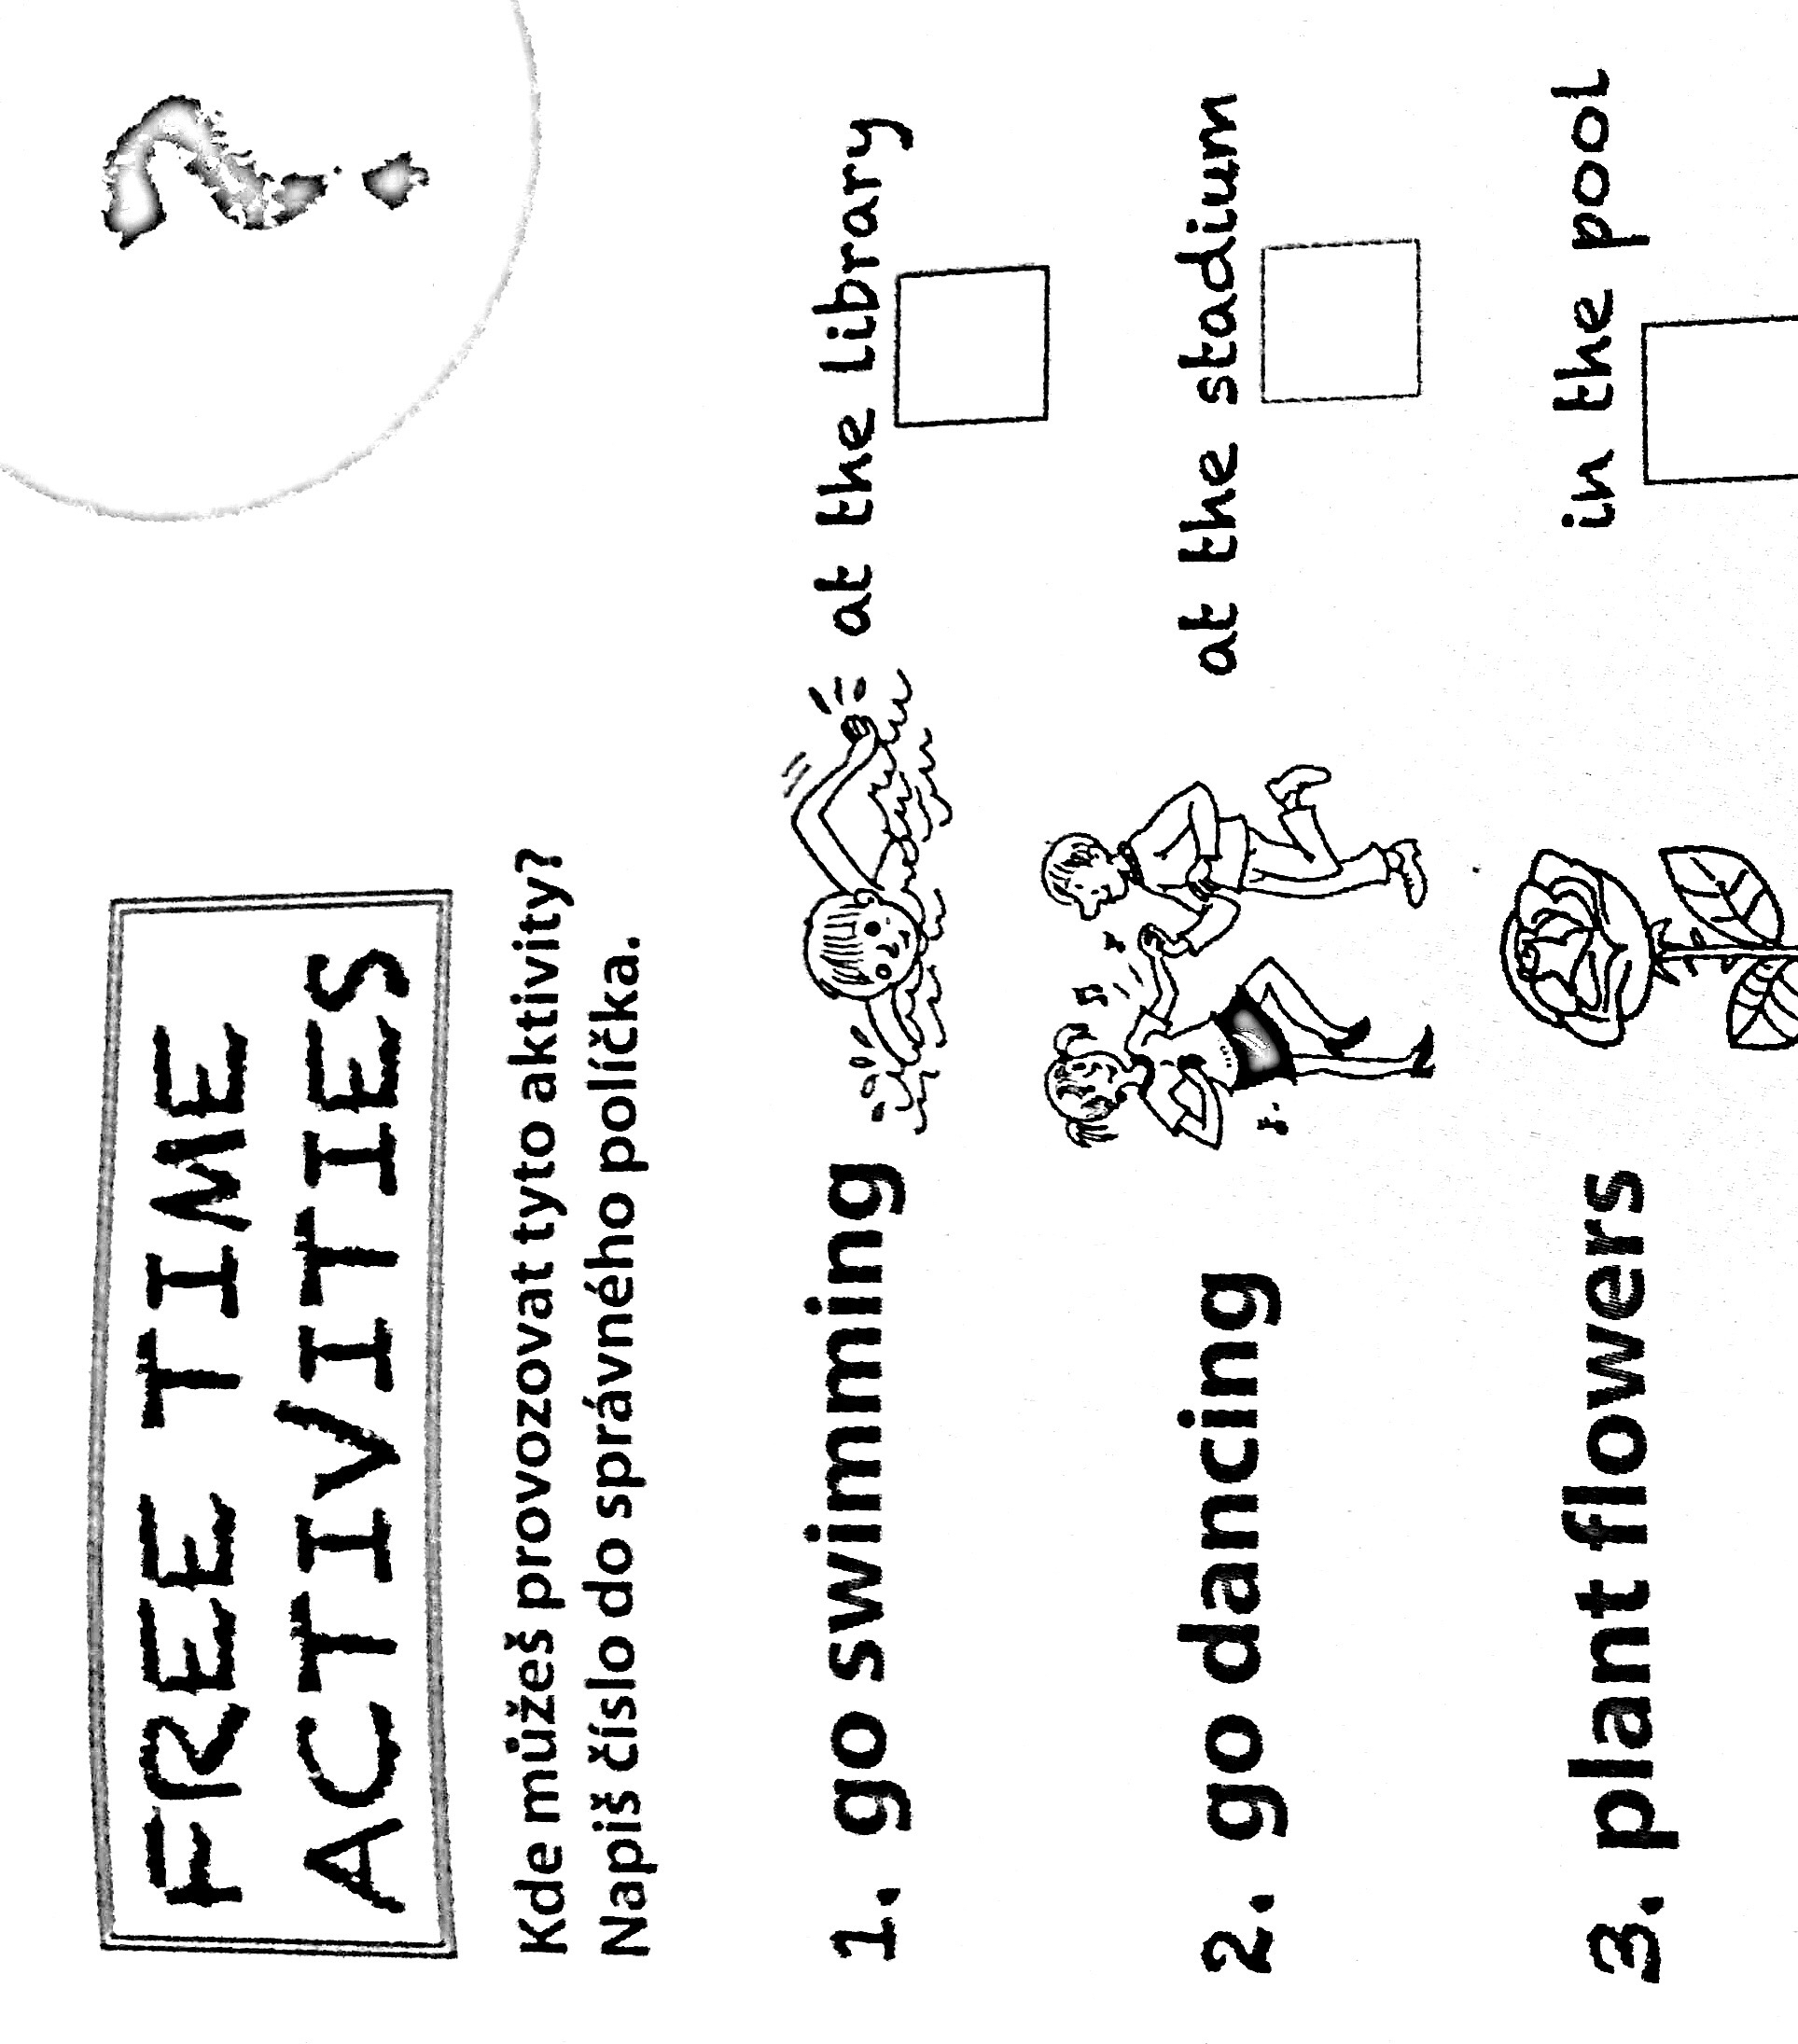 FREE TIME
ACTIVITIES
?
Kde můžeš provozovat tyto aktivity?
Napiš číslo do správného políčka.
1. go swimming
at the library
2. go dancing
at the stadium
3. plant flowers
in the pool